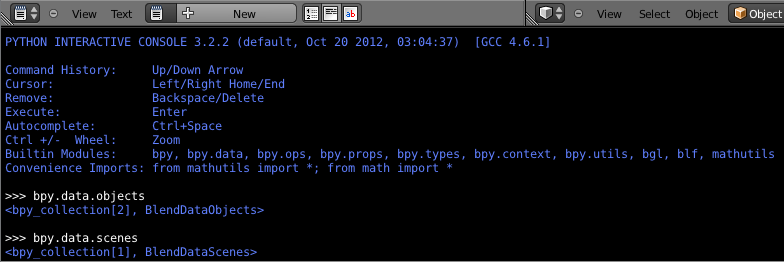 View Text New View Select Object Object
PYTHON INTERACTIVE CONSOLE 3.2.2 (default, Oct 20 2012, 03:04:37)  [GCC 4.6.1]
Command History:     Up/Down Arrow
Cursor:              Left/Right Home/End
Remove:              Backspace/Delete
Execute:             Enter
Autocomplete:        Ctrl+Space
Ctrl +/-  Wheel:     Zoom
Builtin Modules:     bpy, bpy.data, bpy.ops, bpy.props, bpy.types, bpy.context, bpy.utils, bgl, blf, mathutils
Convenience Imports: from mathutils import *; from math import *
>>> bpy.data.objects
<bpy_collection[2], BlendDataObjects>
>>> bpy.data.scenes
<bpy_collection[1], BlendDataScenes>